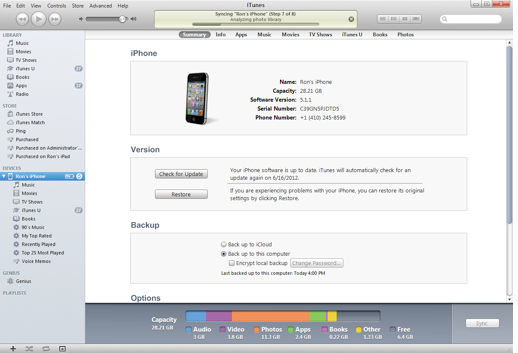 File Edit View Controls Store Advanced Help
iTunes
Syncing "Ron's iPhone" (Step 7 of 8)
Analyzing photo library
Summary Info Apps Music Movies TV Shows iTunes U Books Photos
LIBRARY
Music
Movies
TV Shows
iTunes U 27
Books
Apps 27
Radio
STORE
iTunes Store
iTunes Match
Ping
Purchased
Purchased on Administrator ...
Purchased on Ron's iPad
DEVICES
Ron's iPhone
Music
Movies
TV Shows
iTunes U 27
Books
90's Music
My Top Rated
Recently Played
Top 25 Most Played
Voice Memos
GENIUS
Genius
PLAYLISTS
iPhone
Name: Ron's iPhone
Capacity: 28.21 GB
Software Version: 5.1.1
Serial Number: C39GN5PJDTD5
Phone Number: +1 (410) 245-8599
Version
Check for Update
Your iPhone software is up to date. iTunes will automatically check for an
update again on 6/16/2012.
Restore
If you are experiencing problems with your iPhone, you can restore its original
settings by clicking Restore.
Backup
Back up to iCloud
Back up to this computer
Encrypt local backup Change Password...
Last backed up to this computer: Today 4:00 PM
Options
Capacity
28.21 GB
Audio Video Photos Apps Books Other Free
3 GB 1.8 GB 11.3 GB 2.4 GB 0.23 GB 1.33 GB 6.4 GB
Sync